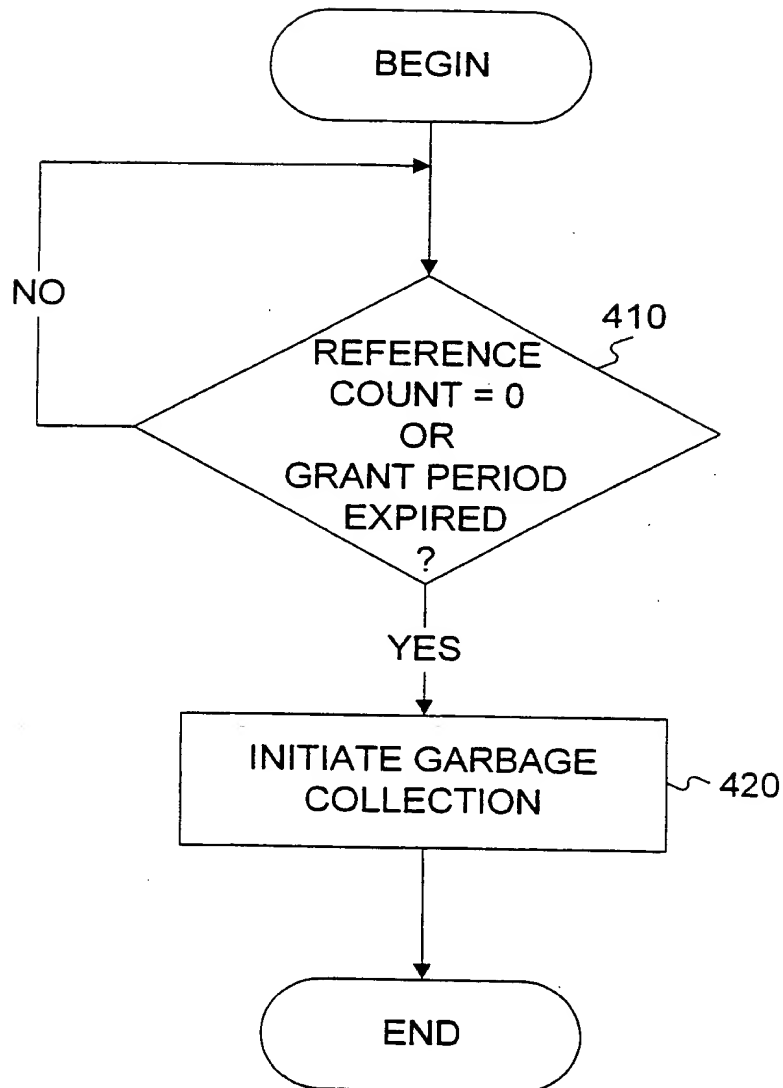 BEGIN
NO
410
REFERENCE
COUNT = 0
OR
GRANT PERIOD
EXPIRED
?
YES
INITIATE GARBAGE
COLLECTION
420
END